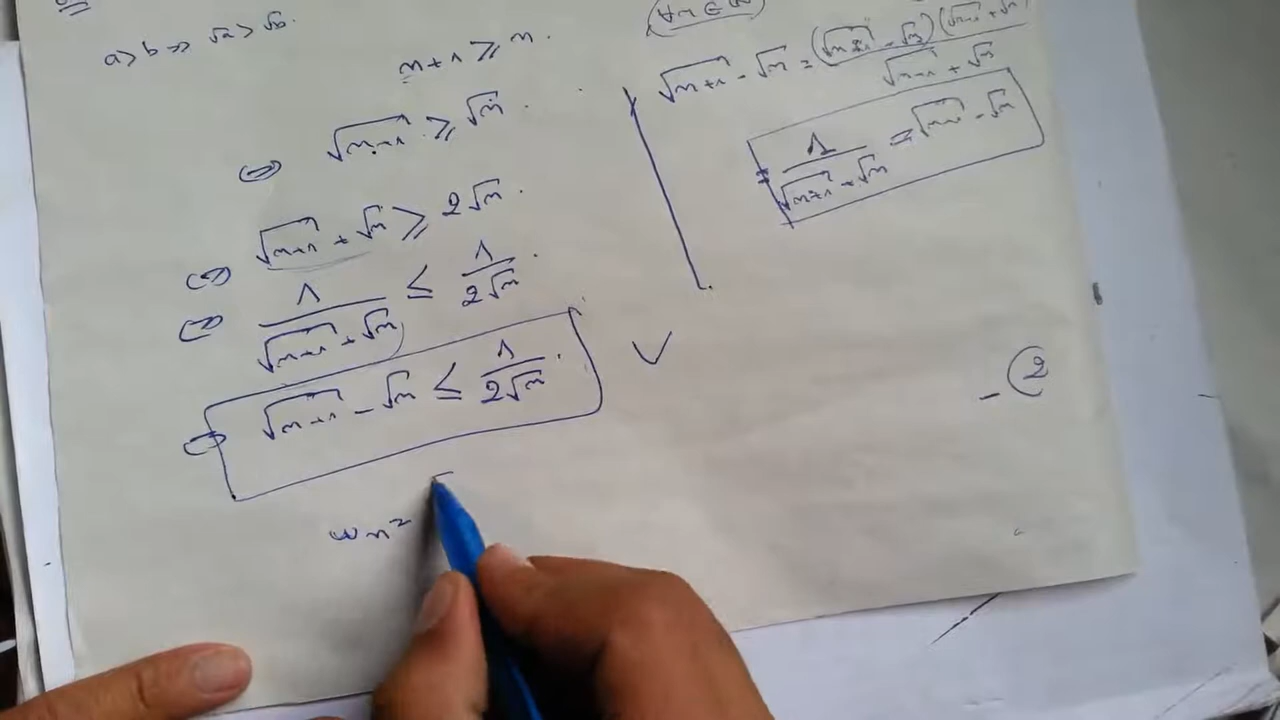 a>b => √a > √b.
n+1 ≥ n.
√n+1 ≥ √n.
<=> √n+1 + √n ≥ 2√n.
<=> 1/(√n+1 + √n) ≤ 1/(2√n).
<=> √n+1 - √n ≤ 1/(2√n).
wn =
√n+1 - √n = (√n+1 - √n)(√n+1 + √n)/(√n+1 + √n)
= 1/(√n+1 + √n) = √n+1 - √n
- 2